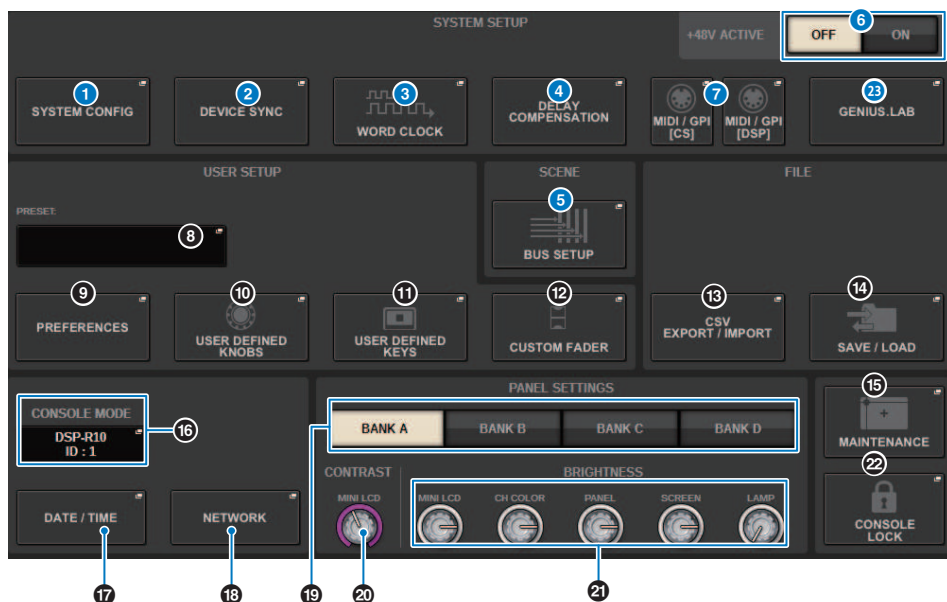 SYSTEM SETUP
+48V ACTIVE
OFF
6
ON
1
SYSTEM CONFIG
2
DEVICE SYNC
3
WORD CLOCK
4
DELAY
COMPENSATION
7
MIDI / GPI
[CS]
MIDI / GPI
[DSP]
23
GENIUS.LAB
USER SETUP
PRESET:
8
SCENE
5
BUS SETUP
FILE
9
PREFERENCES
10
USER DEFINED
KNOBS
11
USER DEFINED
KEYS
12
CUSTOM FADER
13
CSV
EXPORT / IMPORT
14
SAVE / LOAD
CONSOLE MODE
DSP-R10
ID : 1
16
DATE / TIME
NETWORK
PANEL SETTINGS
BANK A
BANK B
BANK C
BANK D
CONTRAST
MINI LCD
BRIGHTNESS
MINI LCD
CH COLOR
PANEL
SCREEN
LAMP
15
MAINTENANCE
22
CONSOLE
LOCK
17
18
19
20
21